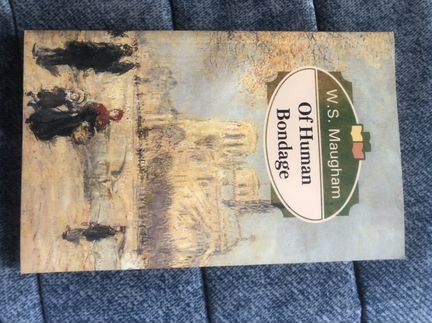 W.S. Maugham
Of Human
Bondage